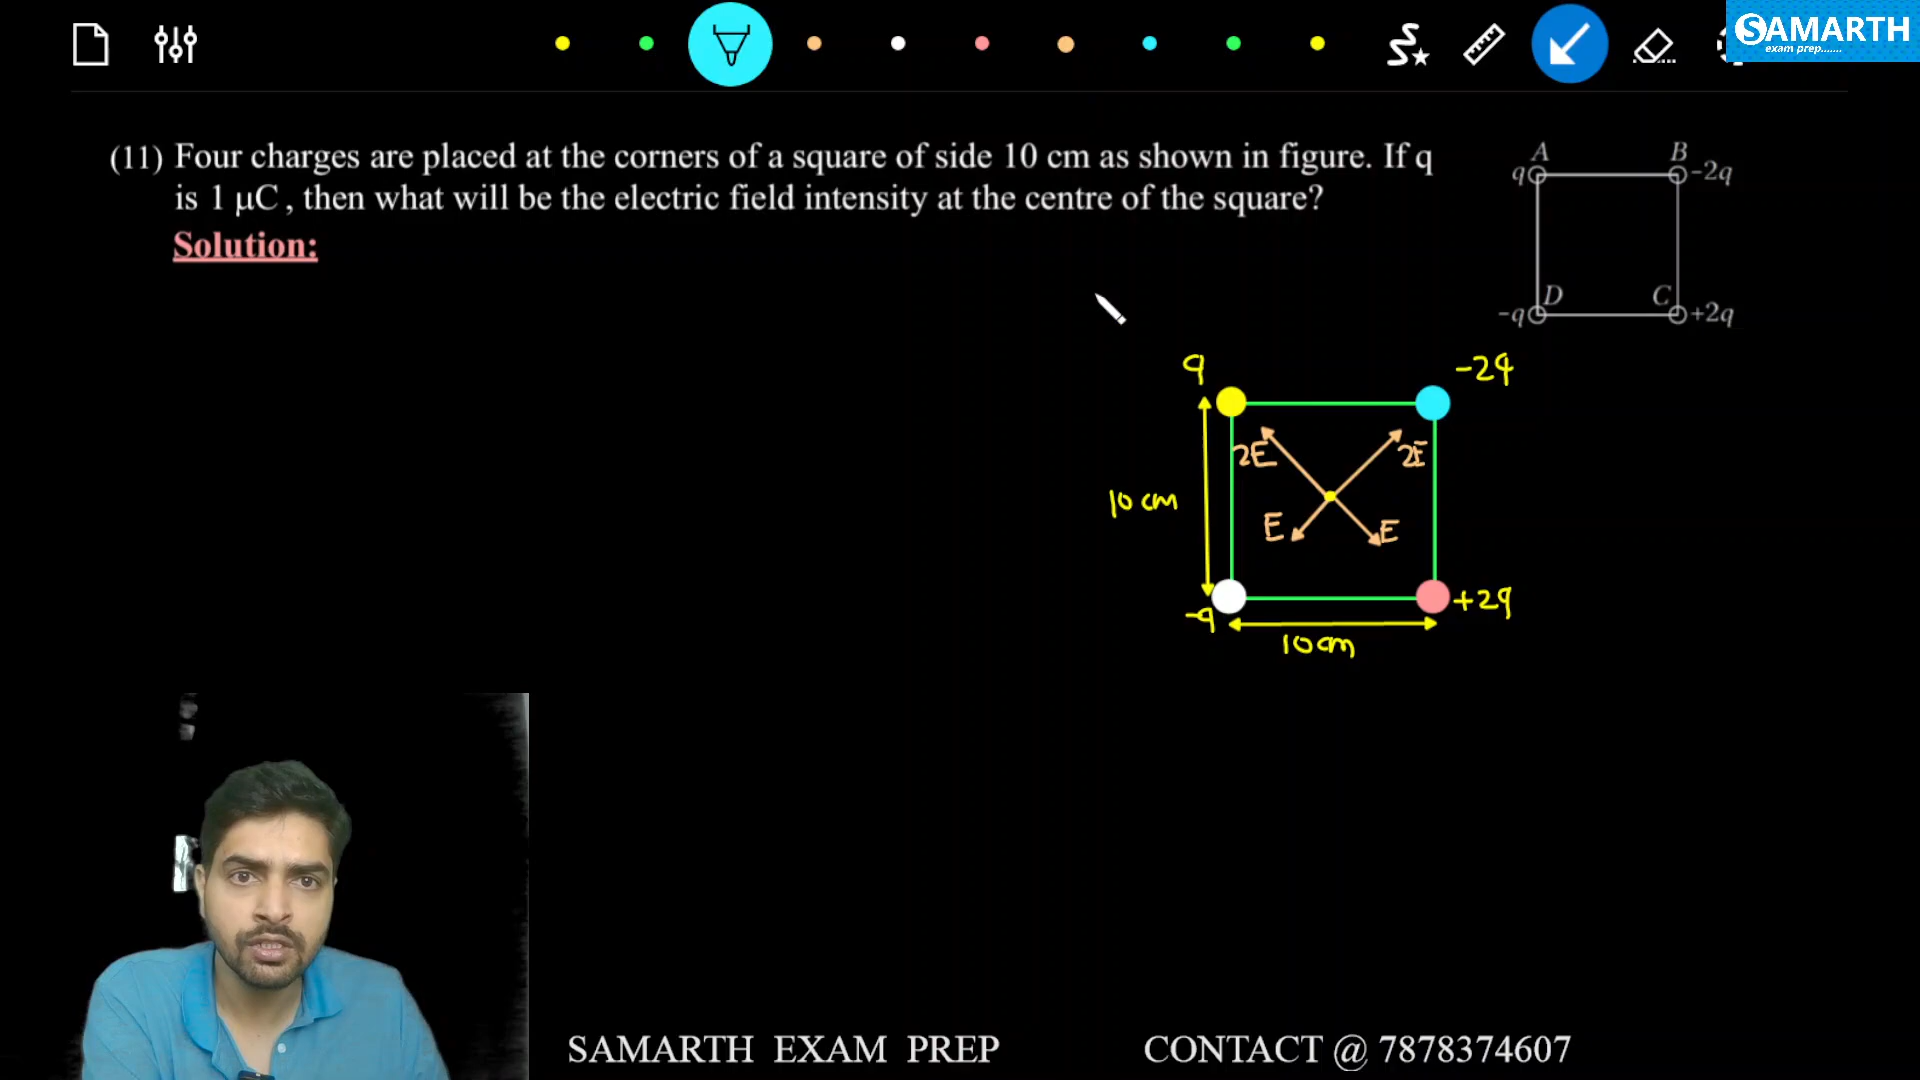 SAMARTH
exam prep.......
(11) Four charges are placed at the corners of a square of side 10 cm as shown in figure. If q
is 1 μC , then what will be the electric field intensity at the centre of the square?
Solution:
A B
q -2q
D C
-q +2q
q -2q
2E 2E
10 cm
E E
-q +2q
10cm
SAMARTH EXAM PREP CONTACT @ 7878374607